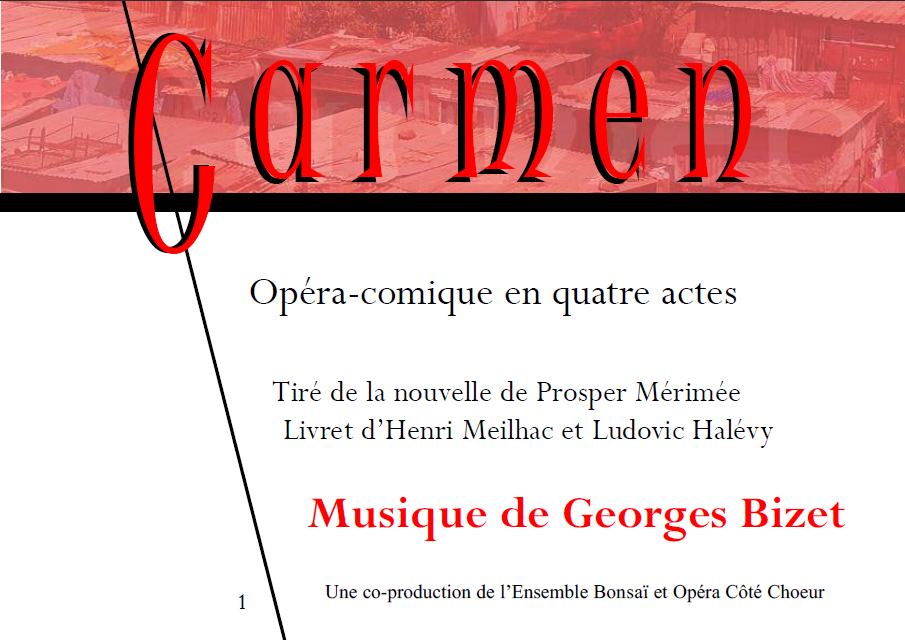 Carmen
Opéra-comique en quatre actes
Tiré de la nouvelle de Prosper Mérimée
Livret d’Henri Meilhac et Ludovic Halévy
Musique de Georges Bizet
Une co-production de l’Ensemble Bonsaï et Opéra Côté Choeur
1